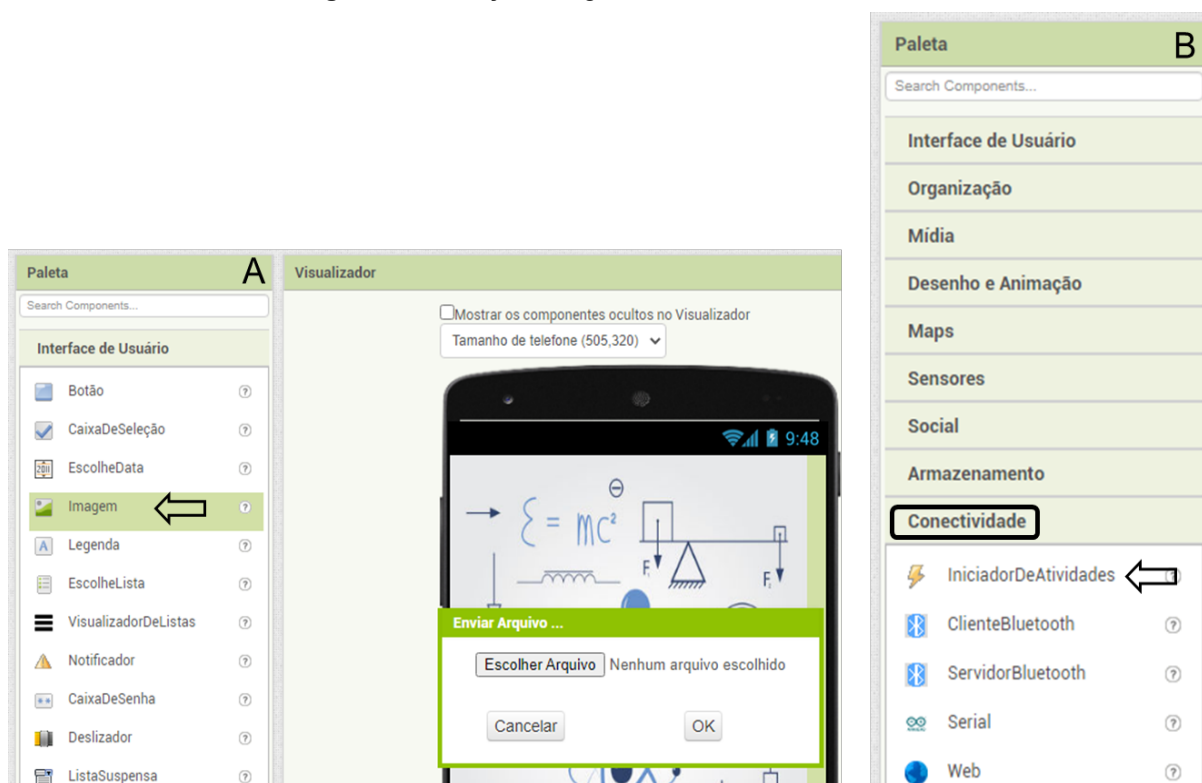 Paleta
A
Search Components...
Interface de Usuário
Botão
CaixaDeSeleção
EscolheData
Imagem
Legenda
EscolheLista
VisualizadorDeListas
Notificador
CaixaDeSenha
Deslizador
ListaSuspensa
Visualizador
Mostrar os componentes ocultos no Visualizador
Tamanho de telefone (505,320)
9:48
Ɛ = mc²
F₁
F₂
Enviar Arquivo ...
Escolher Arquivo Nenhum arquivo escolhido
Cancelar OK
Paleta
B
Search Components...
Interface de Usuário
Organização
Mídia
Desenho e Animação
Maps
Sensores
Social
Armazenamento
Conectividade
IniciadorDeAtividades
ClienteBluetooth
ServidorBluetooth
Serial
Web